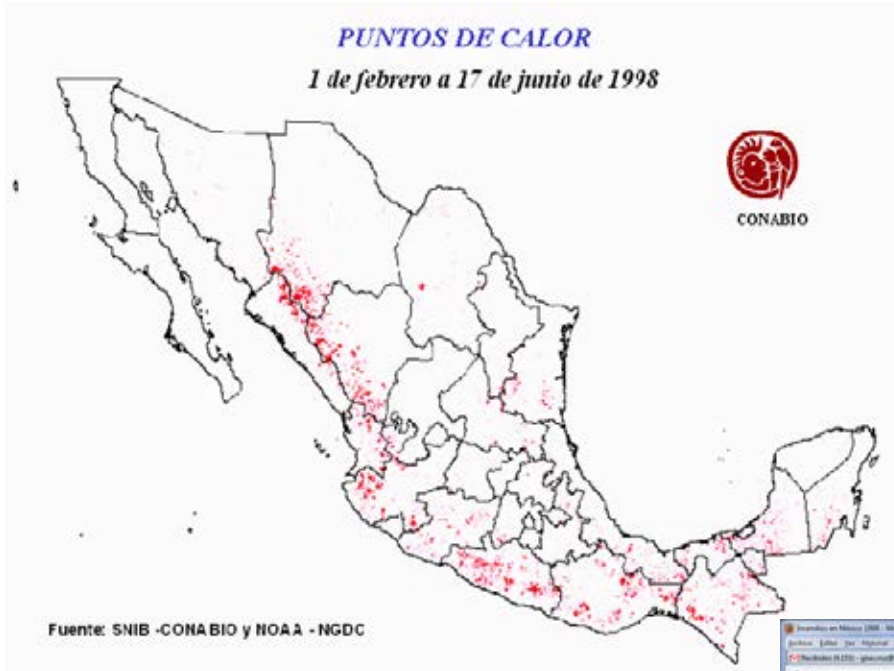 PUNTOS DE CALOR
1 de febrero a 17 de junio de 1998
CONABIO
Fuente: SNIB -CONABIO y NOAA - NGDC